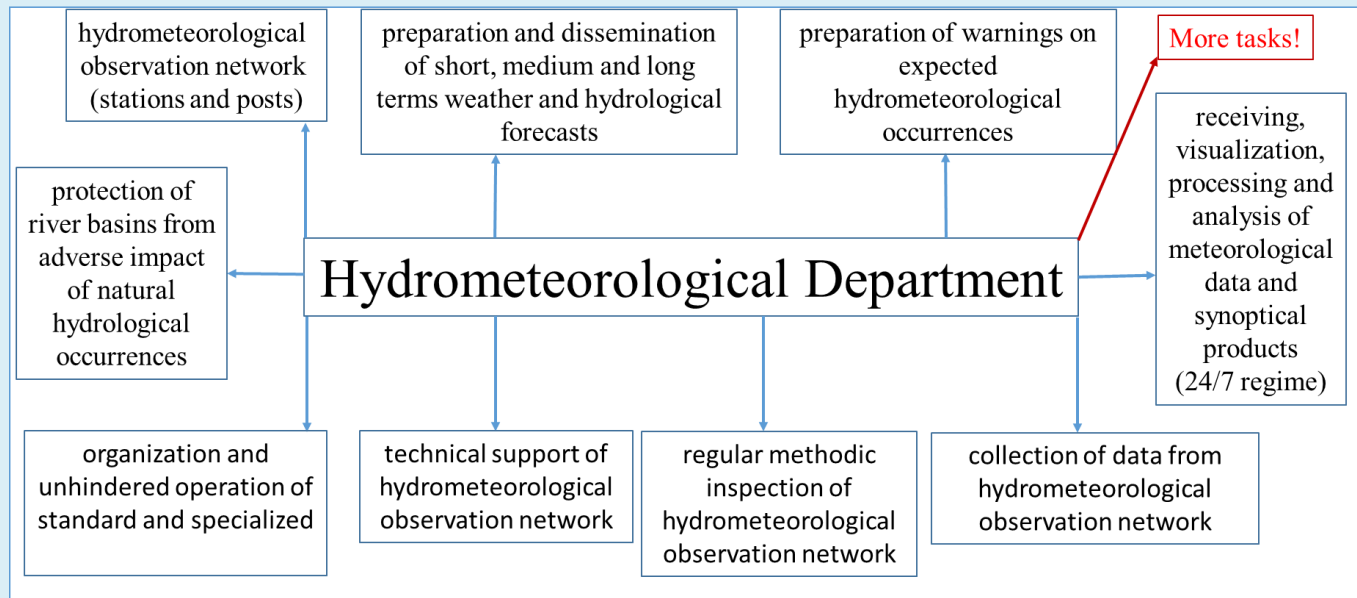 hydrometeorological
observation network
(stations and posts)
preparation and dissemination
of short, medium and long
terms weather and hydrological
forecasts
preparation of warnings on
expected
hydrometeorological
occurrences
More tasks!
receiving,
visualization,
processing and
analysis of
meteorological
data and
synoptical
products
(24/7 regime)
protection of
river basins from
adverse impact
of natural
hydrological
occurrences
Hydrometeorological Department
organization and
unhindered operation of
standard and specialized
technical support of
hydrometeorological
observation network
regular methodic
inspection of
hydrometeorological
observation network
collection of data from
hydrometeorological
observation network